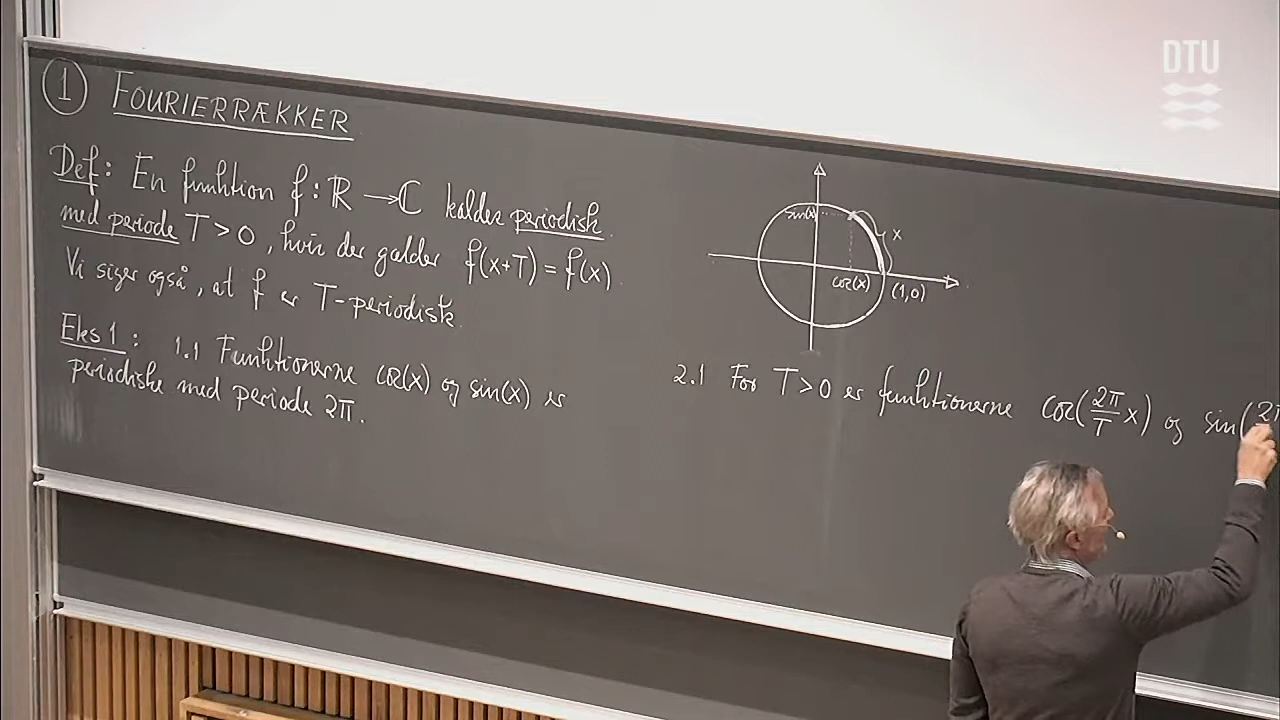 ① FOURIERRÆKKER
Def: En funktion f: ℝ → ℂ kaldes periodisk
med periode T > 0, hvis der gælder f(x+T) = f(x).
Vi siger også, at f er T-periodisk.
Eks 1: 1.1 Funktionerne cos(x) og sin(x) er
periodiske med periode 2π.
sin(x)
x
cos(x)
(1,0)
2.1 For T > 0 er funktionerne cos(2π/T x) og sin(2π
DTU